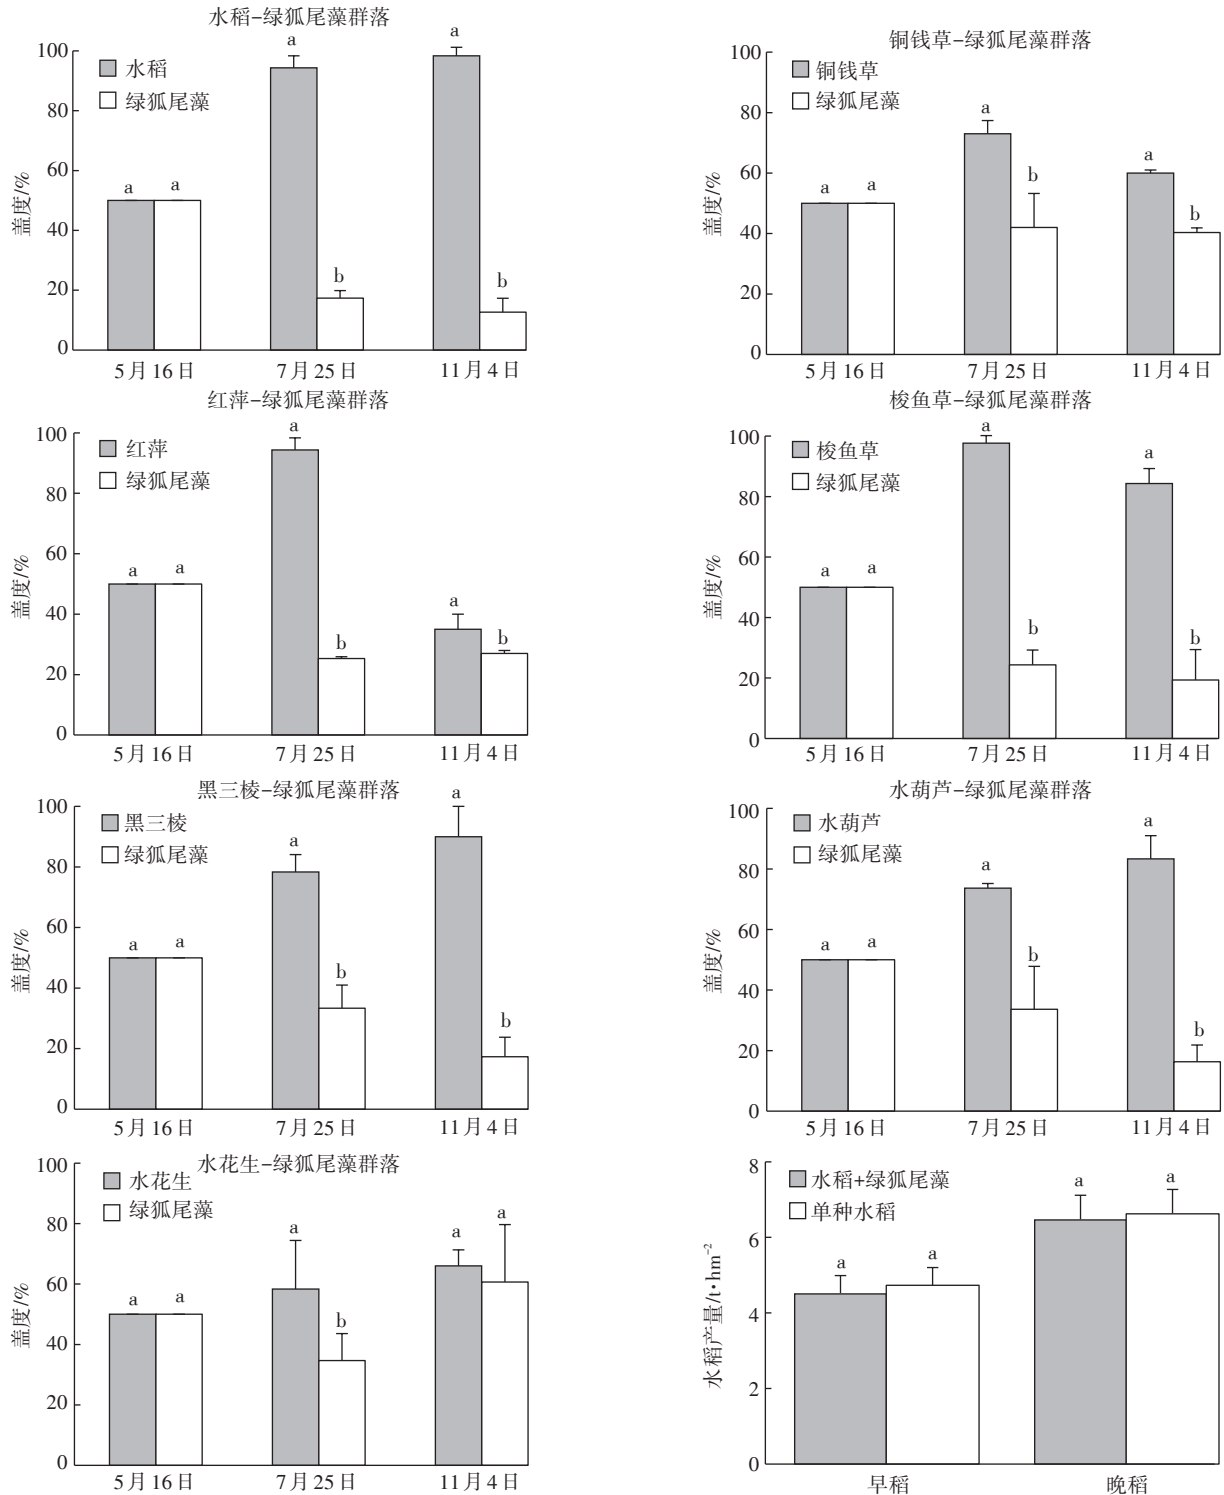 水稻–绿狐尾藻群落
a
a
100
水稻
绿狐尾藻
80
60
a
a
40
20
b
b
0
盖度/%
5月16日
7月25日
11月4日
铜钱草–绿狐尾藻群落
100
铜钱草
绿狐尾藻
a
80
a
60
a
a
b
b
40
20
0
盖度/%
5月16日
7月25日
11月4日
红萍–绿狐尾藻群落
a
100
红萍
绿狐尾藻
80
60
a
a
a
40
b
b
20
0
盖度/%
5月16日
7月25日
11月4日
梭鱼草–绿狐尾藻群落
a
100
梭鱼草
a
绿狐尾藻
80
60
a
a
40
b
b
20
0
盖度/%
5月16日
7月25日
11月4日
黑三棱–绿狐尾藻群落
a
100
黑三棱
a
绿狐尾藻
80
60
a
a
b
40
b
20
0
盖度/%
5月16日
7月25日
11月4日
水葫芦–绿狐尾藻群落
100
水葫芦
a
绿狐尾藻
a
80
60
a
a
b
40
b
20
0
盖度/%
5月16日
7月25日
11月4日
水花生–绿狐尾藻群落
100
水花生
绿狐尾藻
a
80
a
a
60
a
a
b
40
20
0
盖度/%
5月16日
7月25日
11月4日
8
水稻+绿狐尾藻
a
a
单种水稻
6
a
a
4
2
0
水稻产量/t·hm⁻²
早稻
晚稻